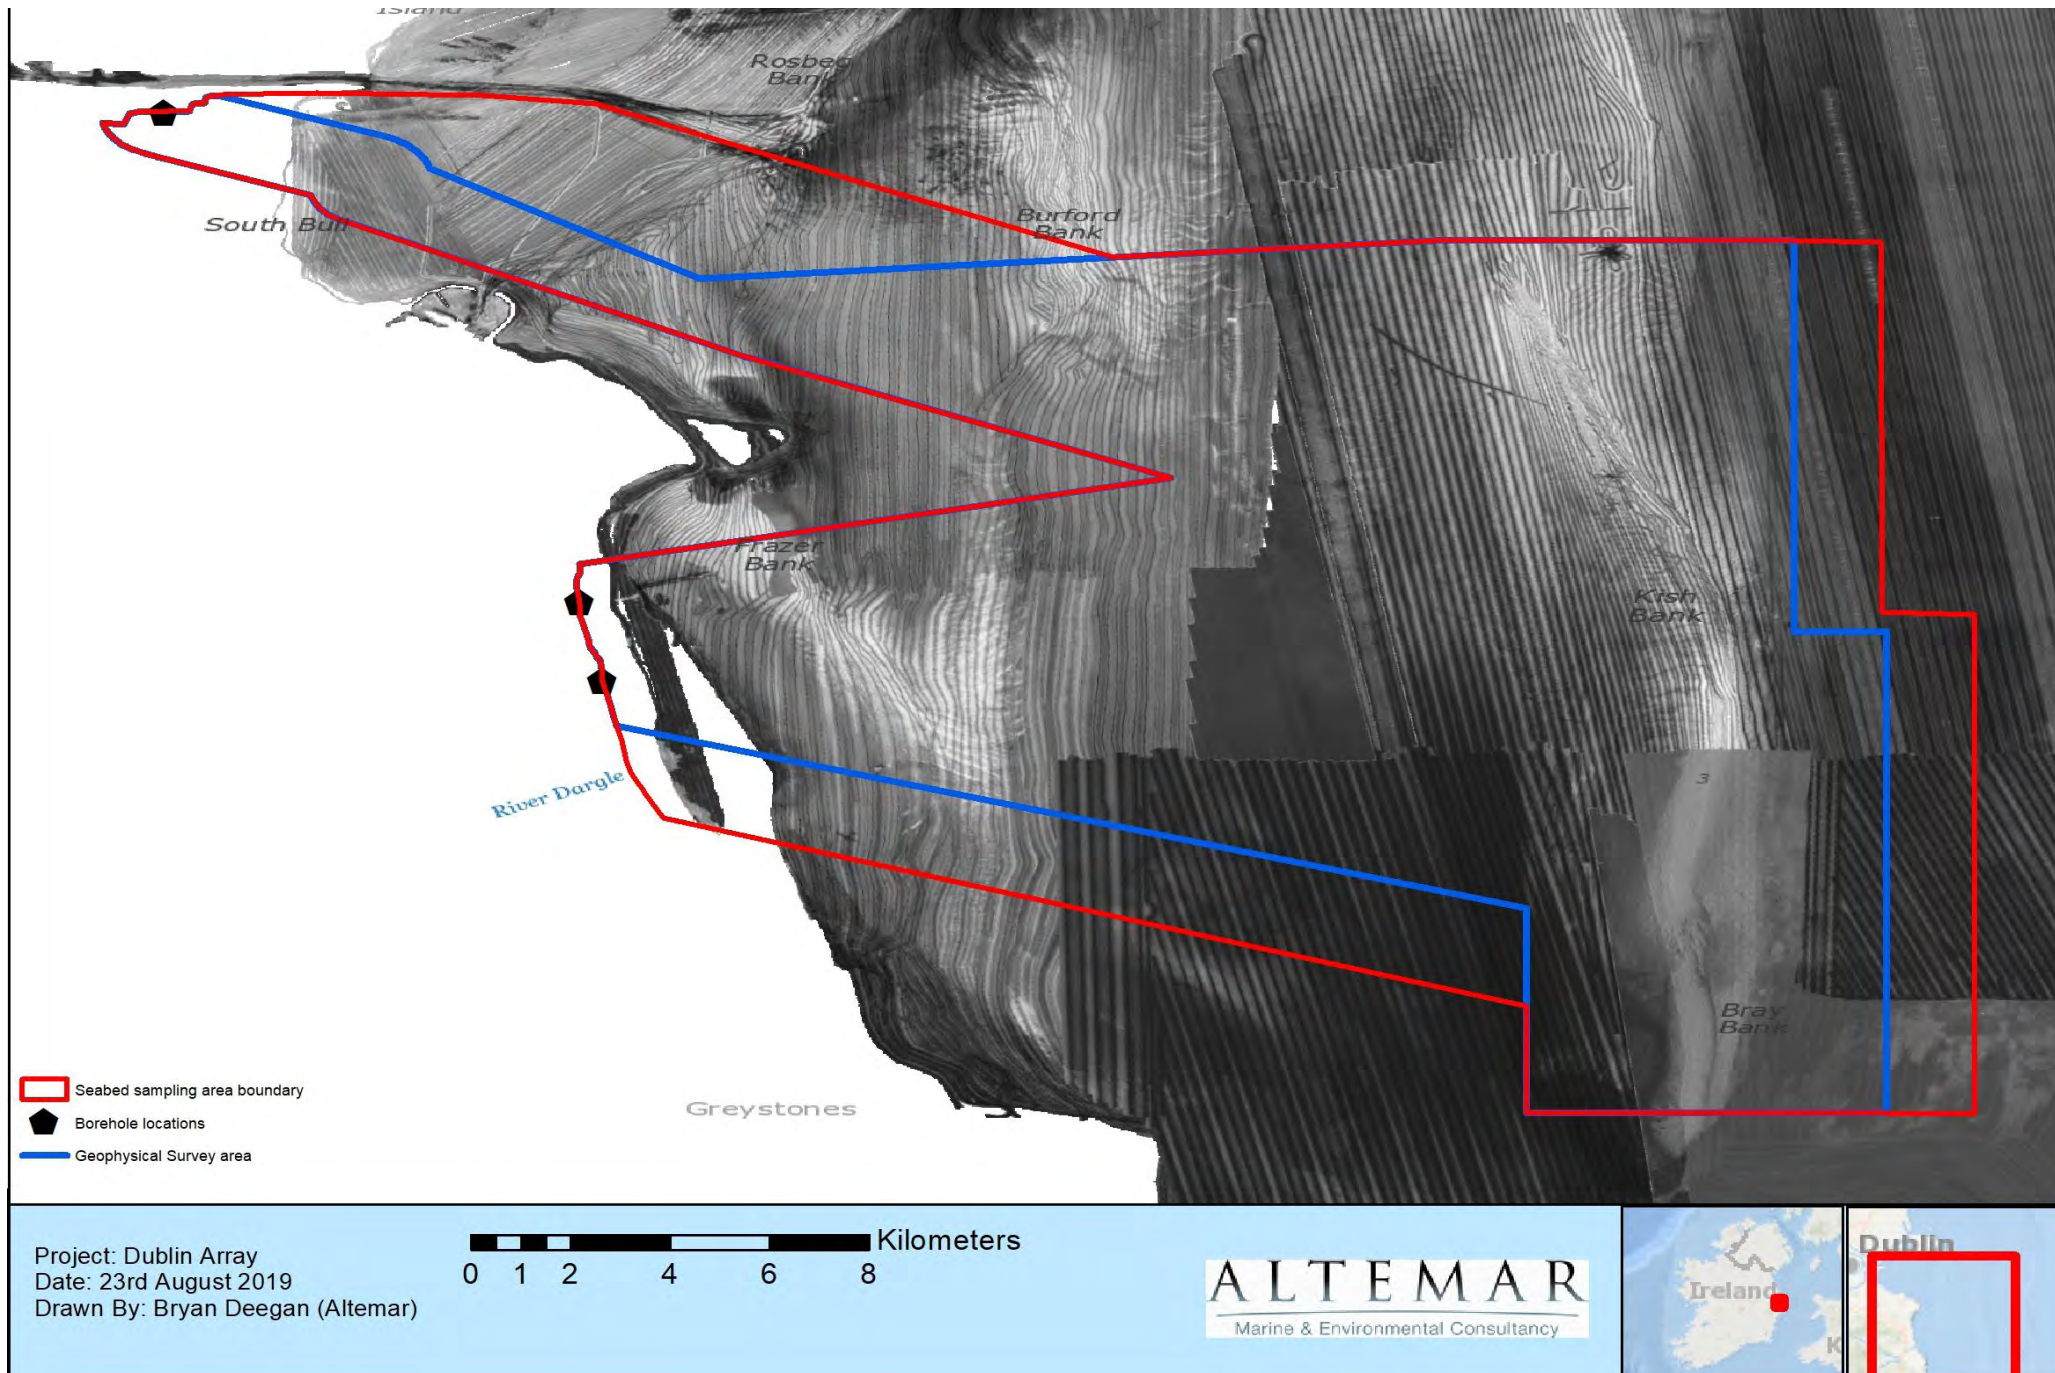 Island
Rosbeg
Bank
South Bull
Burford
Bank
Frazer
Bank
Kish
Bank
River Dargle
3
Bray
Bank
Greystones
Seabed sampling area boundary
Borehole locations
Geophysical Survey area
Project: Dublin Array
Date: 23rd August 2019
Drawn By: Bryan Deegan (Altemar)
Kilometers
0 1 2 4 6 8
ALTEMAR
Marine & Environmental Consultancy
Ireland
K
Dublin